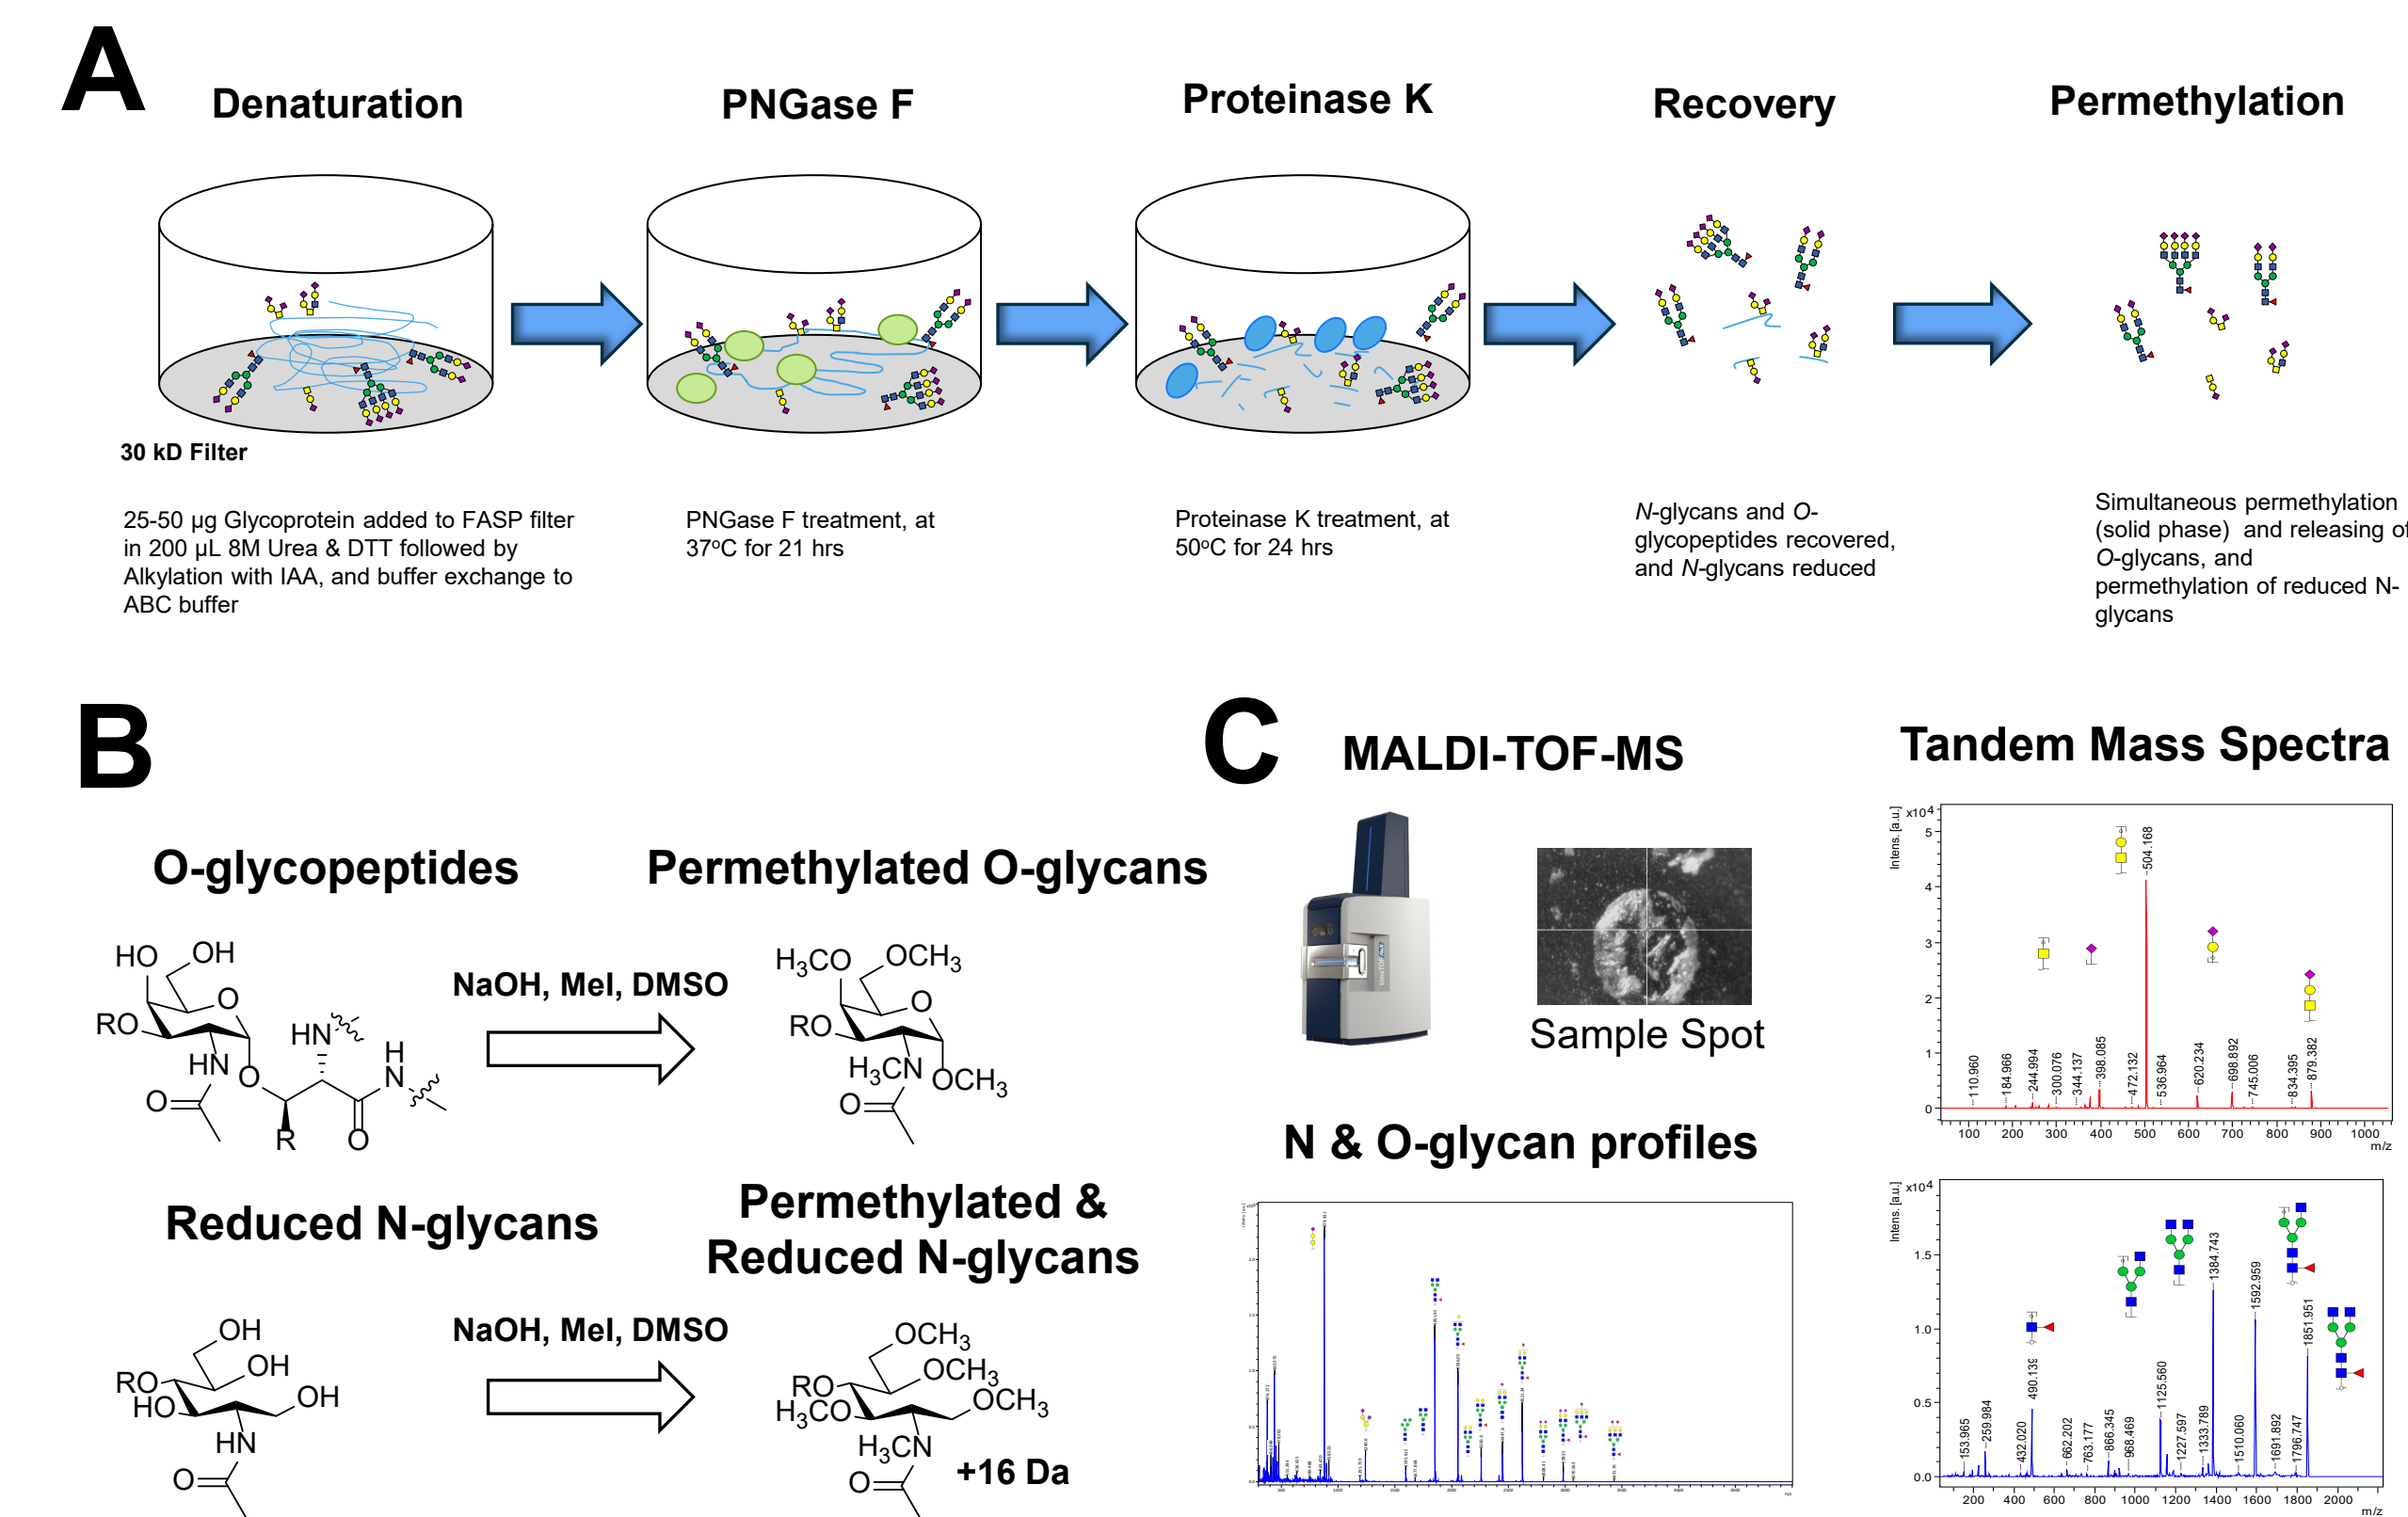 A
Denaturation
PNGase F
Proteinase K
Recovery
Permethylation
30 kD Filter
25-50 µg Glycoprotein added to FASP filter
in 200 µL 8M Urea & DTT followed by
Alkylation with IAA, and buffer exchange to
ABC buffer
PNGase F treatment, at
37ºC for 21 hrs
Proteinase K treatment, at
50ºC for 24 hrs
N-glycans and O-
glycopeptides recovered,
and N-glycans reduced
Simultaneous permethylation
(solid phase) and releasing of
O-glycans, and
permethylation of reduced N-
glycans
B
O-glycopeptides
Permethylated O-glycans
NaOH, MeI, DMSO
HO
OH
RO
O
HN
O
HN
H
N
O
R
O
H₃CO
OCH₃
O
RO
H₃CN
OCH₃
O
Reduced N-glycans
Permethylated &
Reduced N-glycans
NaOH, MeI, DMSO
OH
OH
RO
OH
HO
HN
O
OCH₃
OCH₃
RO
OCH₃
H₃CO
H₃CN
O
+16 Da
C
MALDI-TOF-MS
Sample Spot
N & O-glycan profiles
Tandem Mass Spectra
Intens. [a.u.]
x10⁴
5
4
3
2
1
0
110.960
184.966
244.994
300.076
344.137
398.085
472.132
504.168
536.964
620.234
698.892
745.006
834.395
879.382
100 200 300 400 500 600 700 800 900 1000
m/z
Intens. [a.u.]
x10⁴
1.5
1.0
0.5
0.0
153.965
259.984
432.020
490.139
662.202
763.177
866.345
968.469
1125.560
1227.597
1333.789
1384.743
1510.060
1592.959
1691.892
1796.747
1851.951
200 400 600 800 1000 1200 1400 1600 1800 2000
m/z